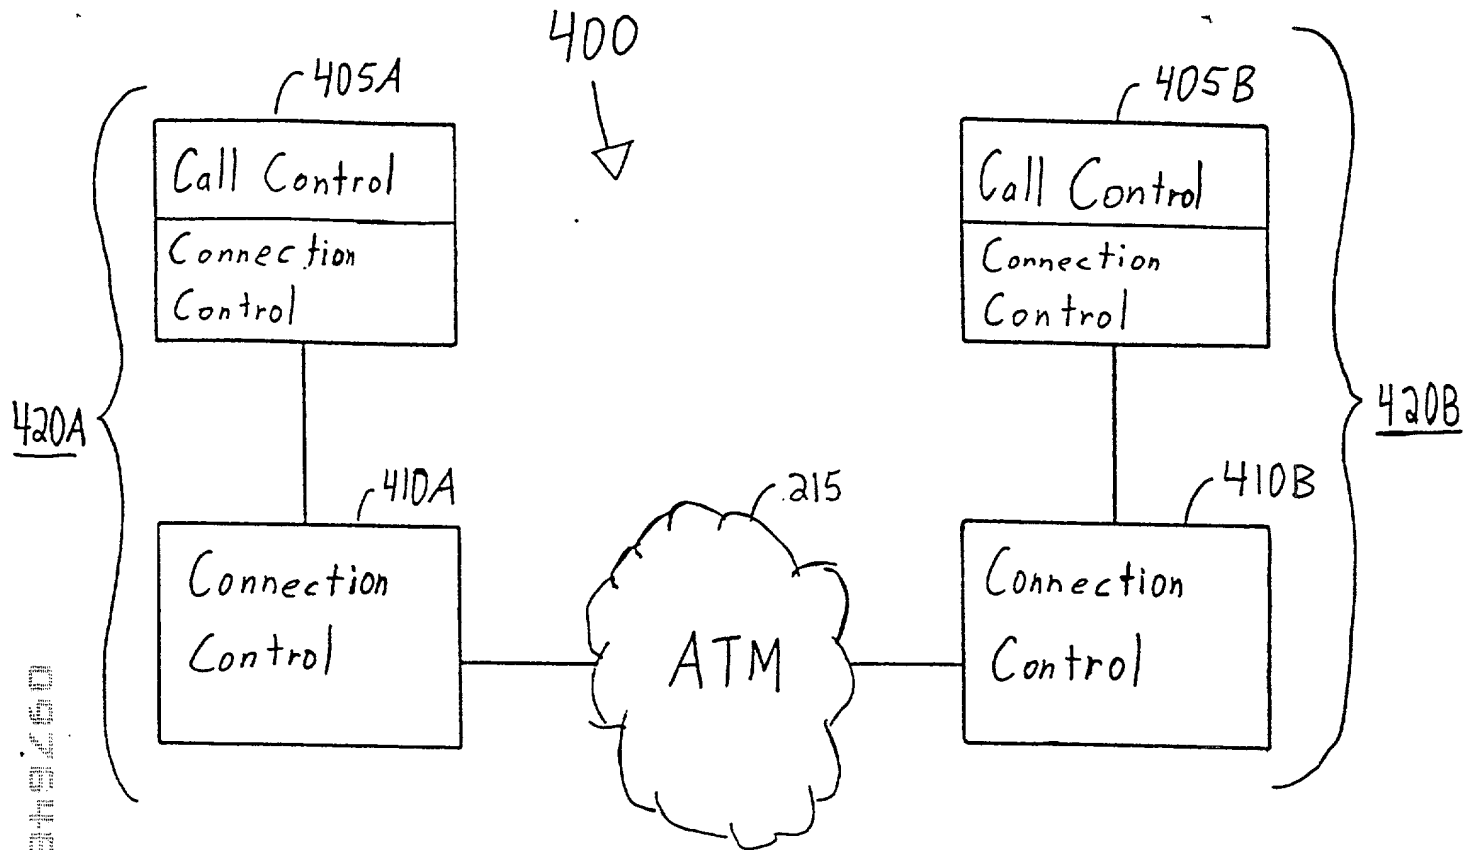 400
405A
405B
Call Control
Connection
Control
Call Control
Connection
Control
420A
420B
410A
215
410B
Connection
Control
ATM
Connection
Control